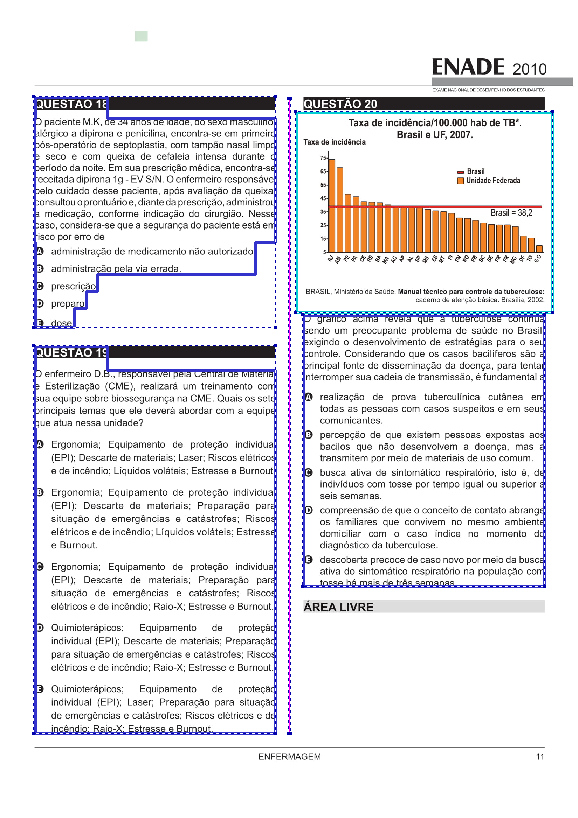 ENADE 2010
EXAME NACIONAL DE DESEMPENHO DOS ESTUDANTES
QUESTÃO 18
O paciente M.K, de 34 anos de idade, do sexo masculino,
alérgico a dipirona e penicilina, encontra-se em primeiro
pós-operatório de septoplastia, com tampão nasal limpo
e seco e com queixa de cefaleia intensa durante o
período da noite. Em sua prescrição médica, encontra-se
receitada dipirona 1g - EV S/N. O enfermeiro responsável
pelo cuidado desse paciente, após avaliação da queixa,
consultou o prontuário e, diante da prescrição, administrou
a medicação, conforme indicação do cirurgião. Nesse
caso, considera-se que a segurança do paciente está em
risco por erro de
A administração de medicamento não autorizado.
B administração pela via errada.
C prescrição.
D preparo.
E dose.
QUESTÃO 19
O enfermeiro D.B., responsável pela Central de Material
e Esterilização (CME), realizará um treinamento com
sua equipe sobre biossegurança na CME. Quais os sete
principais temas que ele deverá abordar com a equipe
que atua nessa unidade?
A Ergonomia; Equipamento de proteção individual
(EPI); Descarte de materiais; Laser; Riscos elétricos
e de incêndio; Líquidos voláteis; Estresse e Burnout.
B Ergonomia; Equipamento de proteção individual
(EPI); Descarte de materiais; Preparação para
situação de emergências e catástrofes; Riscos
elétricos e de incêndio; Líquidos voláteis; Estresse
e Burnout.
C Ergonomia; Equipamento de proteção individual
(EPI); Descarte de materiais; Preparação para
situação de emergências e catástrofes; Riscos
elétricos e de incêndio; Raio-X; Estresse e Burnout.
D Quimioterápicos; Equipamento de proteção
individual (EPI); Descarte de materiais; Preparação
para situação de emergências e catástrofes; Riscos
elétricos e de incêndio; Raio-X; Estresse e Burnout.
E Quimioterápicos; Equipamento de proteção
individual (EPI); Laser; Preparação para situação
de emergências e catástrofes; Riscos elétricos e de
incêndio; Raio-X; Estresse e Burnout.
QUESTÃO 20
Taxa de incidência/100.000 hab de TB*.
Brasil e UF, 2007.
Taxa de incidência
75
65
55
45
35
25
15
5
Brasil
Unidade Federada
Brasil = 38,2
BRASIL, Ministério da Saúde. Manual técnico para controle da tuberculose:
caderno de atenção básica. Brasília, 2002.
O gráfico acima revela que a tuberculose continua
sendo um preocupante problema de saúde no Brasil,
exigindo o desenvolvimento de estratégias para o seu
controle. Considerando que os casos bacilíferos são a
principal fonte de disseminação da doença, para tentar
interromper sua cadeia de transmissão, é fundamental a
A realização de prova tuberculínica cutânea em
todas as pessoas com casos suspeitos e em seus
comunicantes.
B percepção de que existem pessoas expostas aos
bacilos que não desenvolvem a doença, mas a
transmitem por meio de materiais de uso comum.
C busca ativa de sintomático respiratório, isto é, de
indivíduos com tosse por tempo igual ou superior a
seis semanas.
D compreensão de que o conceito de contato abrange
os familiares que convivem no mesmo ambiente
domiciliar com o caso índice no momento do
diagnóstico da tuberculose.
E descoberta precoce de caso novo por meio da busca
ativa do sintomático respiratório na população com
tosse há mais de três semanas.
ÁREA LIVRE
ENFERMAGEM
11